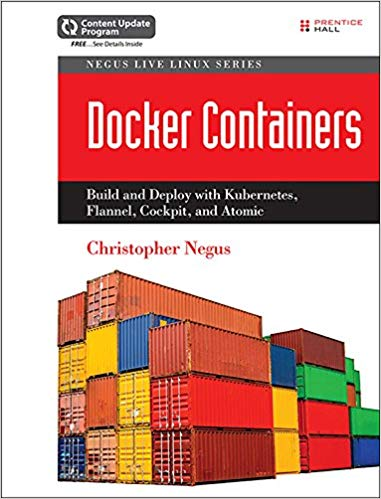 Content Update
Program
FREE....See Details Inside
PRENTICE
HALL
NEGUS LIVE LINUX SERIES
Docker Containers
Build and Deploy with Kubernetes,
Flannel, Cockpit, and Atomic
Christopher Negus